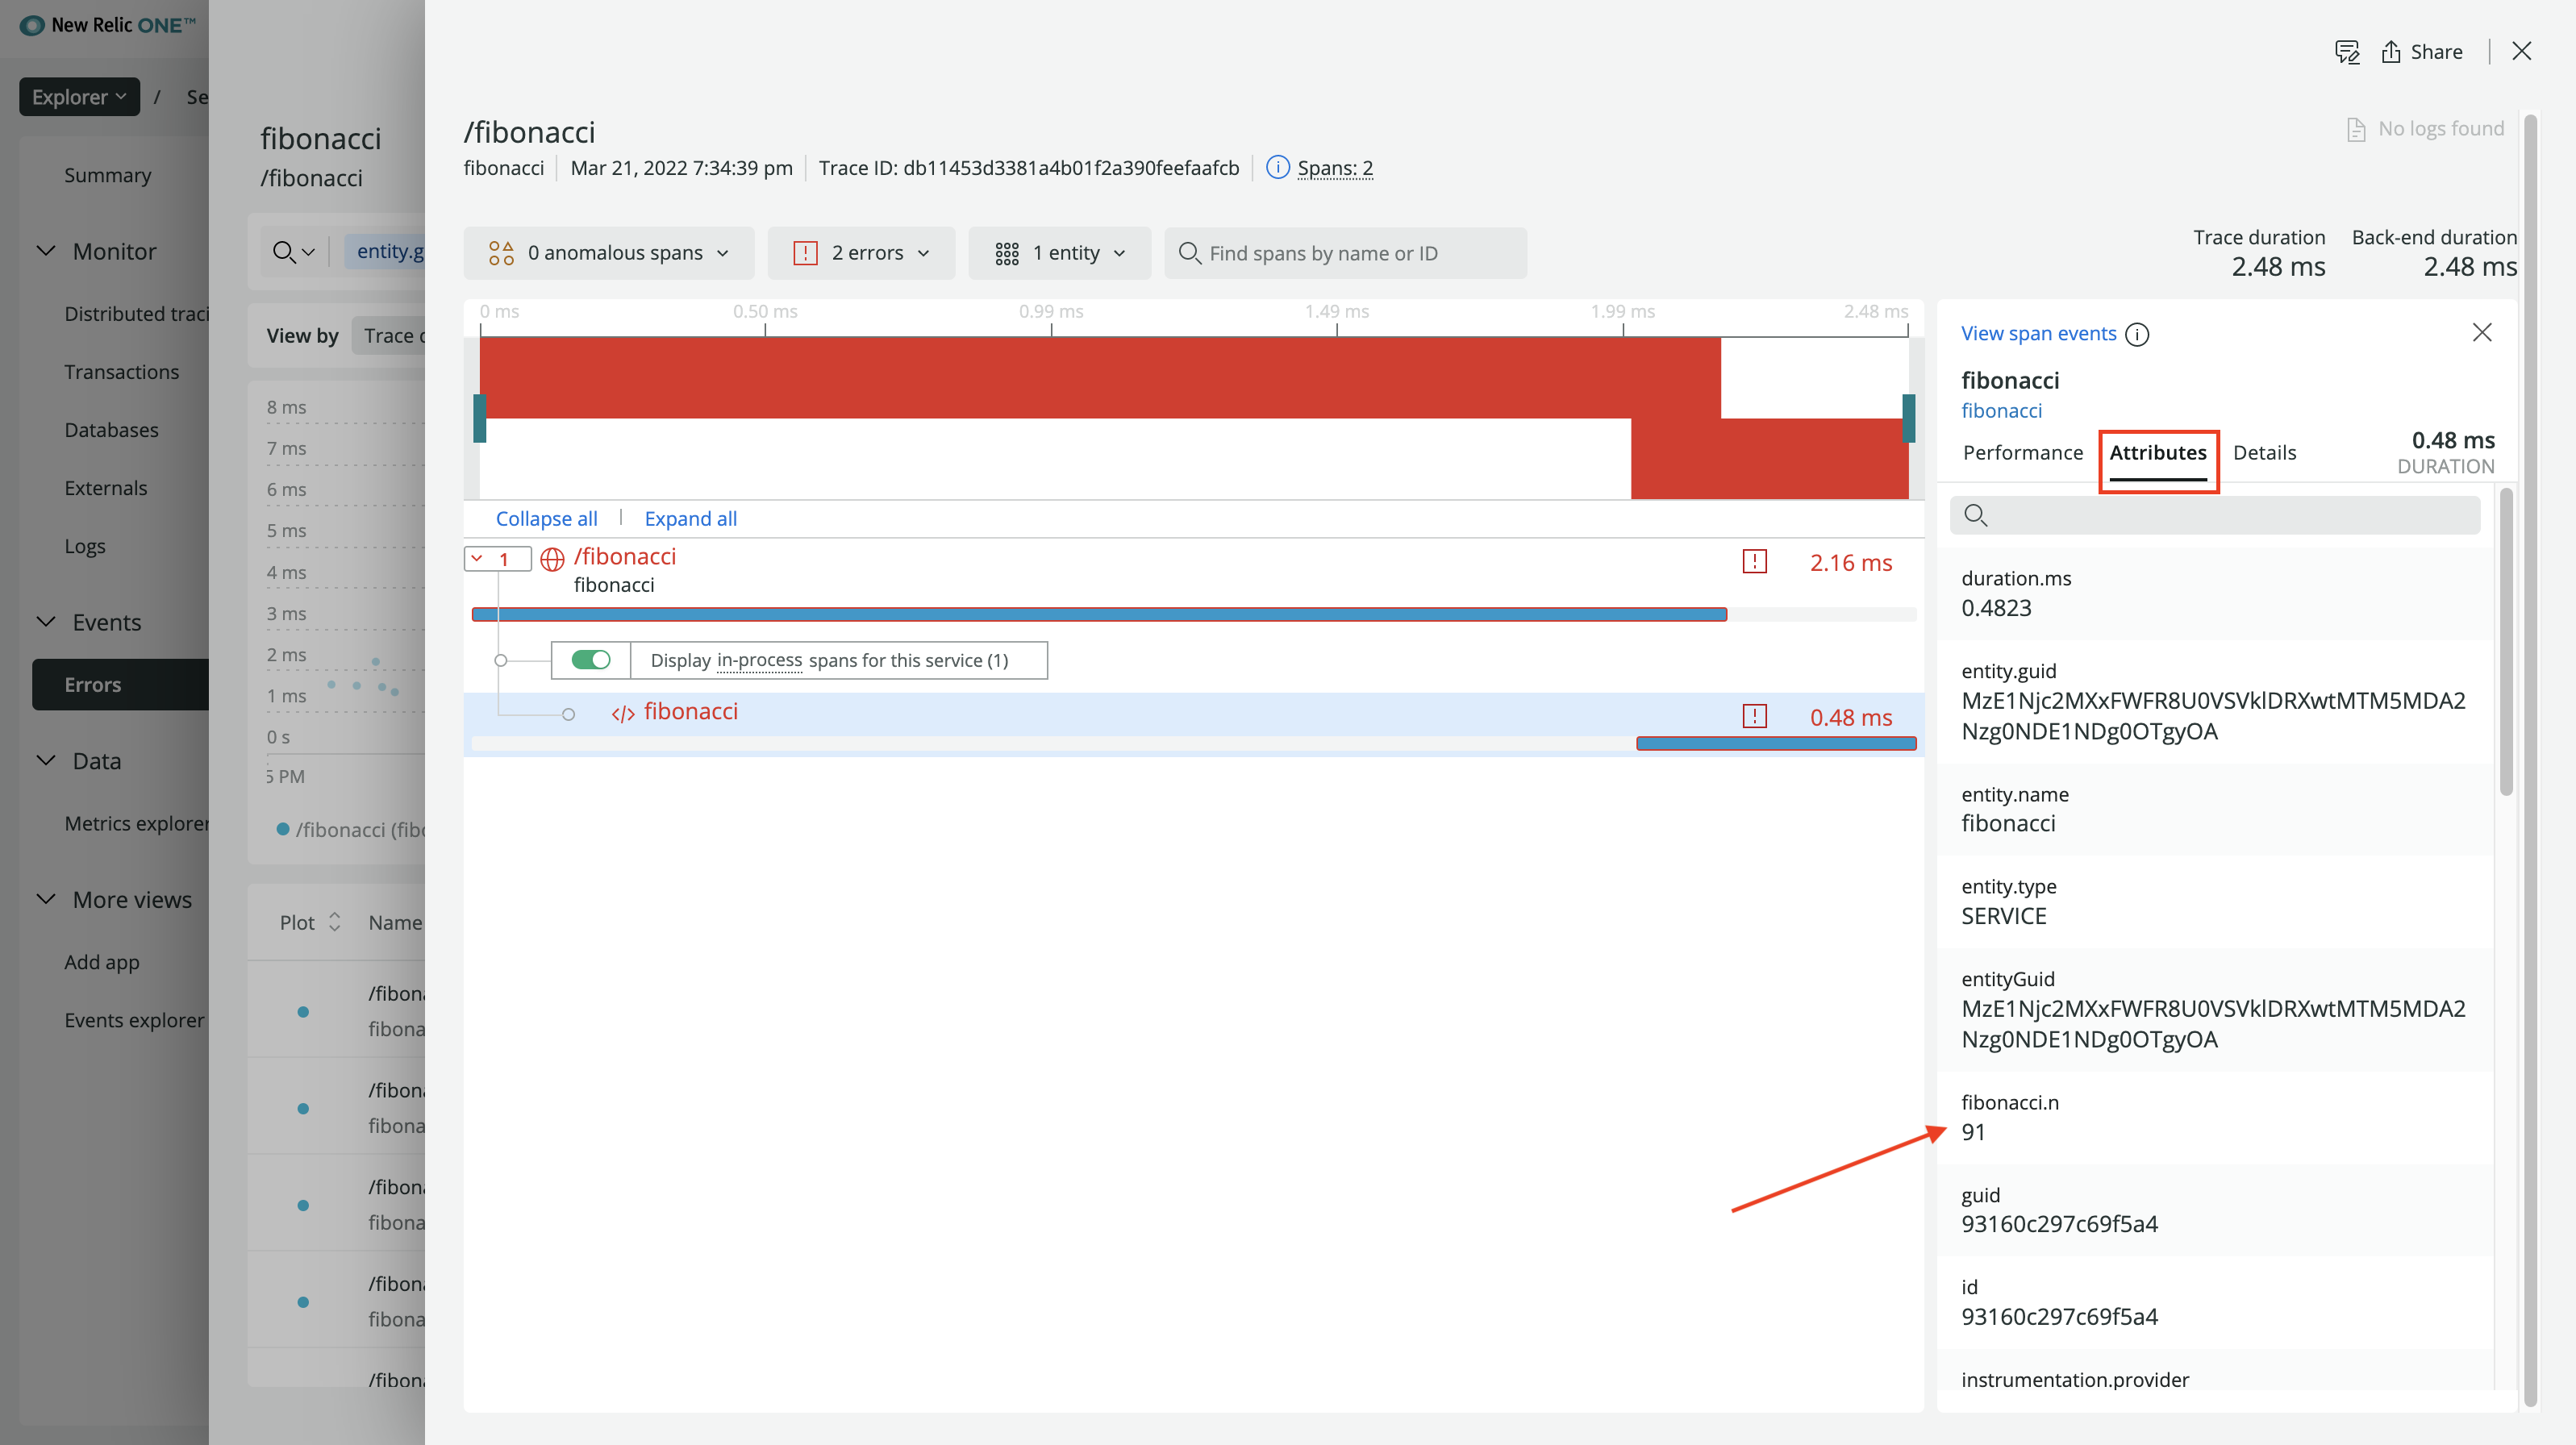 New Relic ONE™
Explorer / Se
Summary
Monitor
Distributed traci
Transactions
Databases
Externals
Logs
Events
Errors
Data
Metrics explorer
More views
Add app
Events explorer
fibonacci
/fibonacci
entity.g
View by Trace d
8 ms
7 ms
6 ms
5 ms
4 ms
3 ms
2 ms
1 ms
0 s
5 PM
/fibonacci (fibo
Plot Name
/fibona
fibona
/fibona
fibona
/fibona
fibona
/fibona
fibona
/fibona
Share
/fibonacci
No logs found
fibonacci Mar 21, 2022 7:34:39 pm Trace ID: db11453d3381a4b01f2a390feefaafcb Spans: 2
0 anomalous spans 2 errors 1 entity Find spans by name or ID
Trace duration Back-end duration
2.48 ms 2.48 ms
0 ms 0.50 ms 0.99 ms 1.49 ms 1.99 ms 2.48 ms
Collapse all | Expand all
1 /fibonacci 2.16 ms
fibonacci
Display in-process spans for this service (1)
</> fibonacci 0.48 ms
View span events
fibonacci
fibonacci
Performance Attributes Details 0.48 ms
DURATION
duration.ms
0.4823
entity.guid
MzE1Njc2MXxFWFR8U0VSVklDRXwtMTM5MDA2
Nzg0NDE1NDg0OTgyOA
entity.name
fibonacci
entity.type
SERVICE
entityGuid
MzE1Njc2MXxFWFR8U0VSVklDRXwtMTM5MDA2
Nzg0NDE1NDg0OTgyOA
fibonacci.n
91
guid
93160c297c69f5a4
id
93160c297c69f5a4
instrumentation.provider